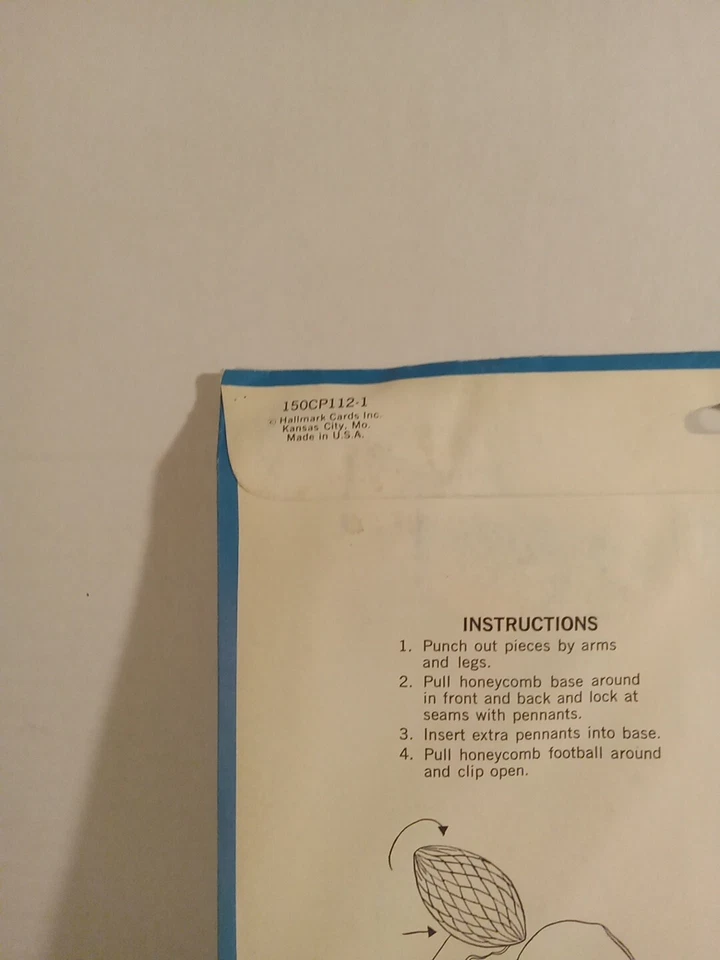 150CP112-1
© Hallmark Cards Inc.
Kansas City, Mo.
Made in U.S.A.
INSTRUCTIONS
1. Punch out pieces by arms
and legs.
2. Pull honeycomb base around
in front and back and lock at
seams with pennants.
3. Insert extra pennants into base.
4. Pull honeycomb football around
and clip open.